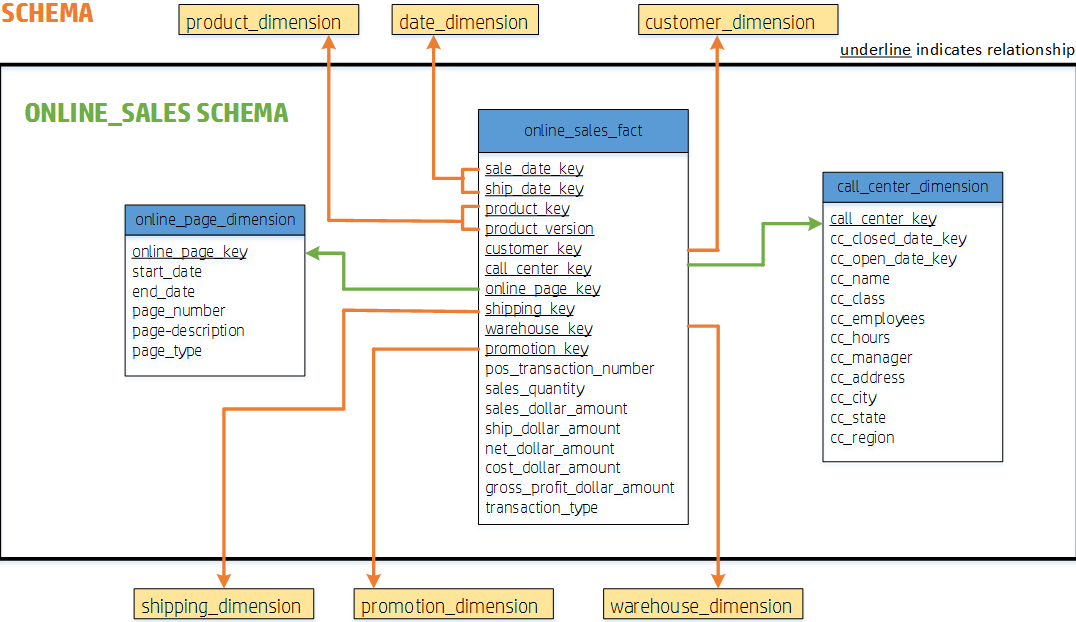 SCHEMA
product_dimension
date_dimension
customer_dimension
underline indicates relationship
ONLINE_SALES SCHEMA
online_sales_fact
sale_date_key
ship_date_key
product_key
product_version
customer_key
call_center_key
online_page_key
shipping_key
warehouse_key
promotion_key
pos_transaction_number
sales_quantity
sales_dollar_amount
ship_dollar_amount
net_dollar_amount
cost_dollar_amount
gross_profit_dollar_amount
transaction_type
online_page_dimension
online_page_key
start_date
end_date
page_number
page-description
page_type
call_center_dimension
call_center_key
cc_closed_date_key
cc_open_date_key
cc_name
cc_class
cc_employees
cc_hours
cc_manager
cc_address
cc_city
cc_state
cc_region
shipping_dimension
promotion_dimension
warehouse_dimension